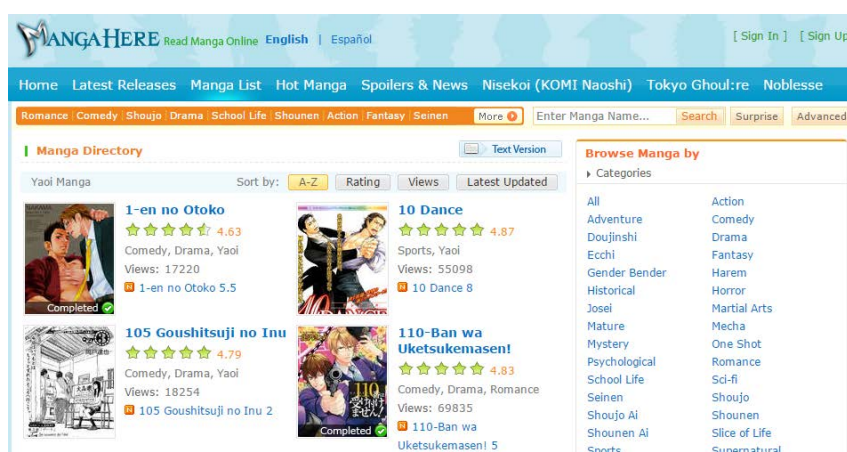 MANGAHERE Read Manga Online English | Español
[ Sign In ] [ Sign Up
Home Latest Releases Manga List Hot Manga Spoilers & News Nisekoi (KOMI Naoshi) Tokyo Ghoul:re Noblesse
Romance | Comedy | Shoujo | Drama | School Life | Shounen | Action | Fantasy | Seinen More Enter Manga Name... Search Surprise Advanced
Manga Directory
Text Version
Yaoi Manga Sort by: A-Z Rating Views Latest Updated
1-en no Otoko
4.63
Comedy, Drama, Yaoi
Views: 17220
N 1-en no Otoko 5.5
Completed
10 Dance
4.87
Sports, Yaoi
Views: 55098
N 10 Dance 8
105 Goushitsuji no Inu
4.79
Comedy, Drama, Yaoi
Views: 18254
N 105 Goushitsuji no Inu 2
110-Ban wa
Uketsukemasen!
4.83
Comedy, Drama, Romance
Views: 69835
N 110-Ban wa
Uketsukemasen! 5
110
Completed
Browse Manga by
Categories
All Action
Adventure Comedy
Doujinshi Drama
Ecchi Fantasy
Gender Bender Harem
Historical Horror
Josei Martial Arts
Mature Mecha
Mystery One Shot
Psychological Romance
School Life Sci-fi
Seinen Shoujo
Shoujo Ai Shounen
Shounen Ai Slice of Life
Sports Supernatural